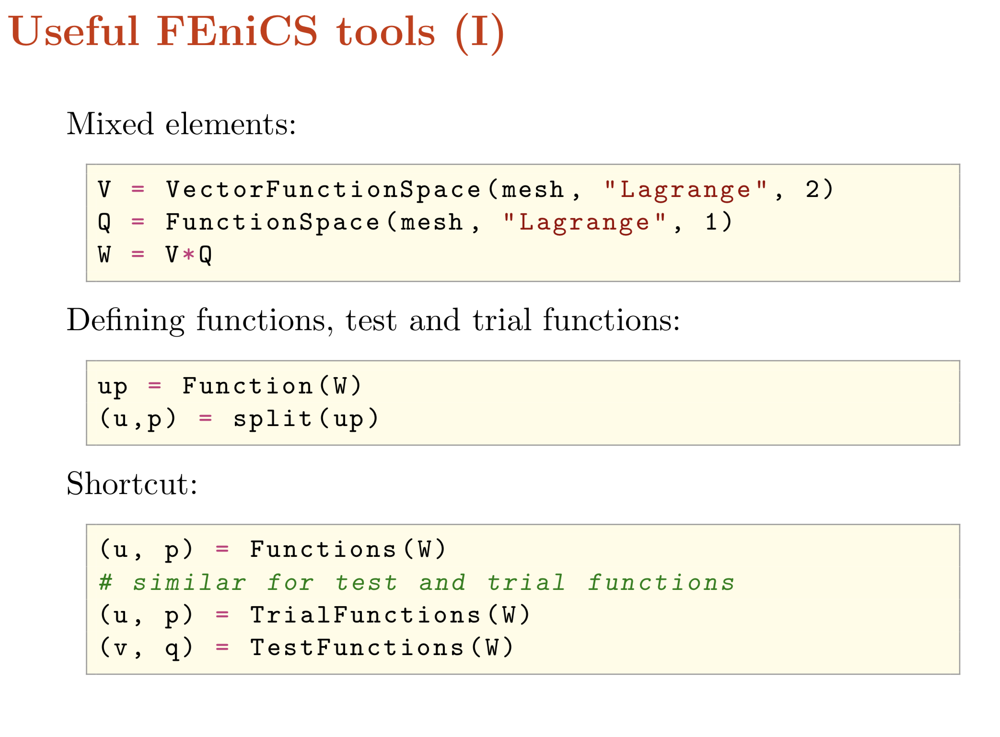 Useful FEniCS tools (I)
Mixed elements:
V = VectorFunctionSpace(mesh, "Lagrange", 2)
Q = FunctionSpace(mesh, "Lagrange", 1)
W = V*Q
Defining functions, test and trial functions:
up = Function(W)
(u,p) = split(up)
Shortcut:
(u, p) = Functions(W)
# similar for test and trial functions
(u, p) = TrialFunctions(W)
(v, q) = TestFunctions(W)